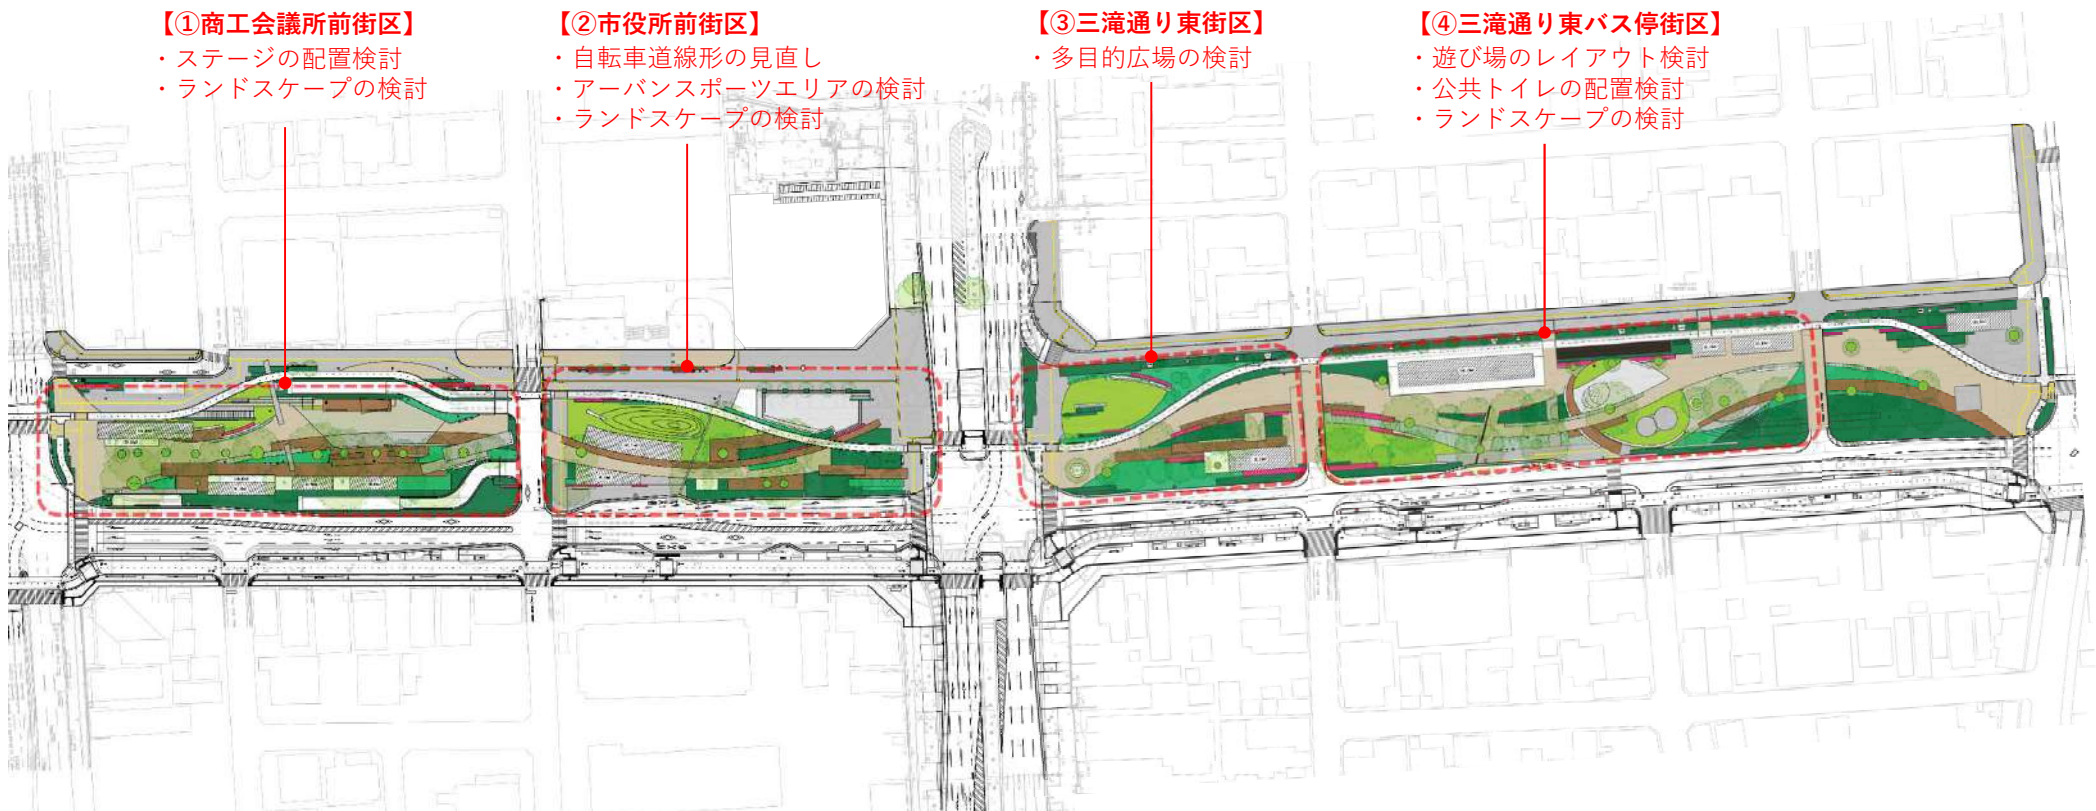 【①商工会議所前街区】
・ステージの配置検討
・ランドスケープの検討
【②市役所前街区】
・自転車道線形の見直し
・アーバンスポーツエリアの検討
・ランドスケープの検討
【③三滝通り東街区】
・多目的広場の検討
【④三滝通り東バス停街区】
・遊び場のレイアウト検討
・公共トイレの配置検討
・ランドスケープの検討